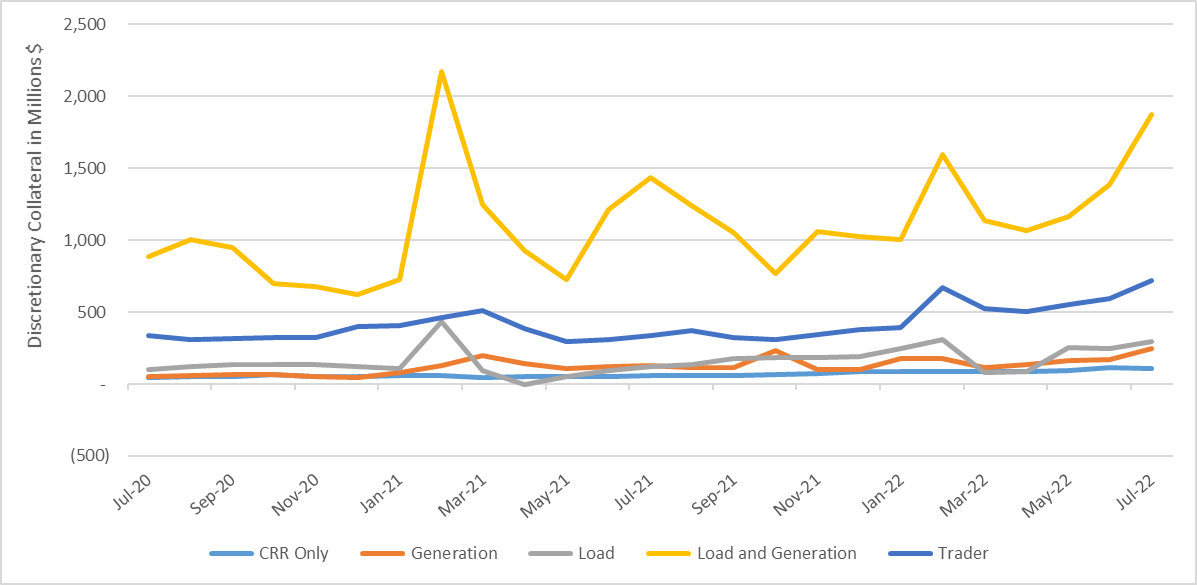 Discretionary Collateral in Millions $
2,500
2,000
1,500
1,000
500
-
(500)
Jul-20 Sep-20 Nov-20 Jan-21 Mar-21 May-21 Jul-21 Sep-21 Nov-21 Jan-22 Mar-22 May-22 Jul-22
CRR Only Generation Load Load and Generation Trader